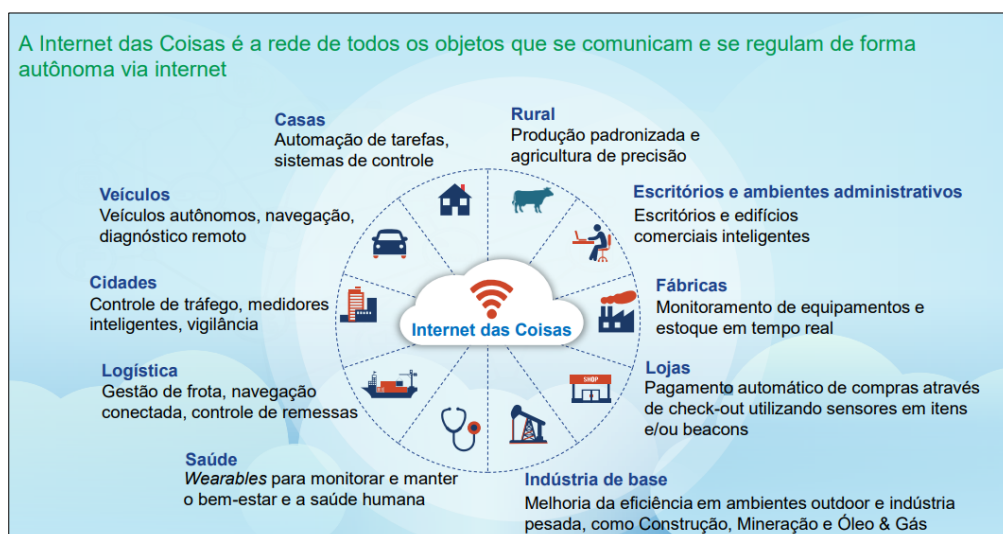 A Internet das Coisas é a rede de todos os objetos que se comunicam e se regulam de forma
autônoma via internet
Casas
Automação de tarefas,
sistemas de controle
Rural
Produção padronizada e
agricultura de precisão
Veículos
Veículos autônomos, navegação,
diagnóstico remoto
Escritórios e ambientes administrativos
Escritórios e edifícios
comerciais inteligentes
Cidades
Controle de tráfego, medidores
inteligentes, vigilância
Internet das Coisas
Fábricas
Monitoramento de equipamentos e
estoque em tempo real
Logística
Gestão de frota, navegação
conectada, controle de remessas
SHOP
Lojas
Pagamento automático de compras através
de check-out utilizando sensores em itens
e/ou beacons
Saúde
Wearables para monitorar e manter
o bem-estar e a saúde humana
Indústria de base
Melhoria da eficiência em ambientes outdoor e indústria
pesada, como Construção, Mineração e Óleo & Gás